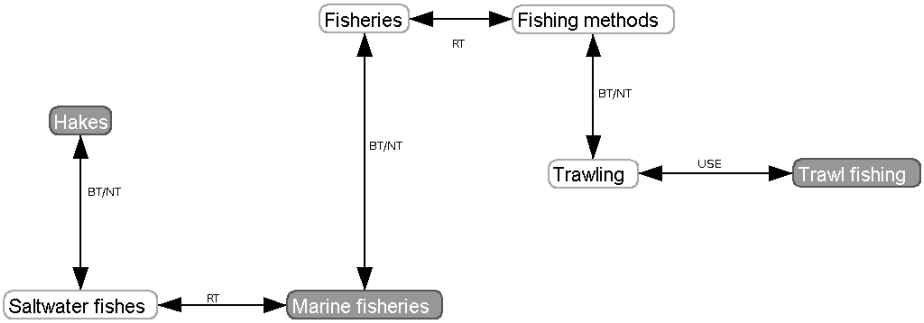 Fisheries
Fishing methods
RT
Hakes
BT/NT
BT/NT
Trawling
USE
Trawl fishing
BT/NT
Saltwater fishes
RT
Marine fisheries